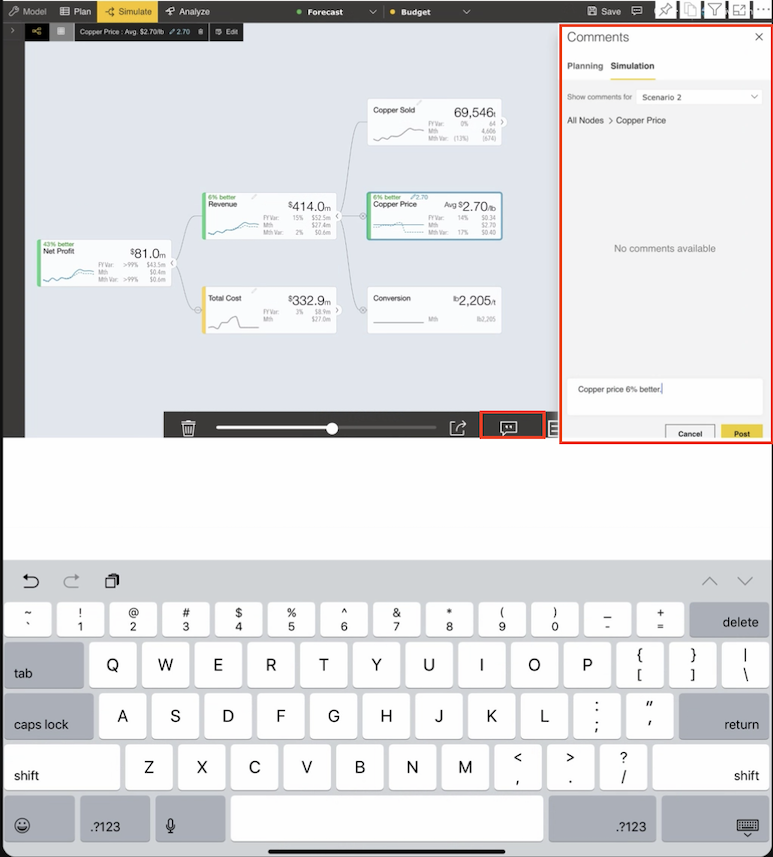 Model Plan Simulate Analyze Forecast Budget Save
Copper Price : Avg. $2.70/lb 2.70 Edit
Comments
Planning Simulation
Show comments for Scenario 2
All Nodes > Copper Price
No comments available
Copper price 6% better.
Cancel Post
Copper Sold 69,546t
FY Var: 0% 64
Mth 4,606
Mth Var: (13%) (674)
6% better
Revenue $414.0m
FY Var: 15% $52.5m
Mth $37.4m
Mth Var: 2% $0.6m
6% better 2.70
Copper Price Avg $2.70/lb
FY Var: 14% $0.34
Mth $2.70
Mth Var: 17% $0.40
43% better
Net Profit $81.0m
FY Var: >99% $43.5m
Mth $0.4m
Mth Var: >99% $0.6m
Total Cost $332.9m
FY Var: 3% $8.9m
Mth $27.0m
Conversion lb2,205/t
Mth lb2,205
~ ! @ # $ % ^ & * ( ) _ +
` 1 2 3 4 5 6 7 8 9 0 - = delete
tab Q W E R T Y U I O P { [ } ] | \
caps lock A S D F G H J K L : ; " ' return
shift Z X C V B N M < , > . ? / shift
.?123 .?123